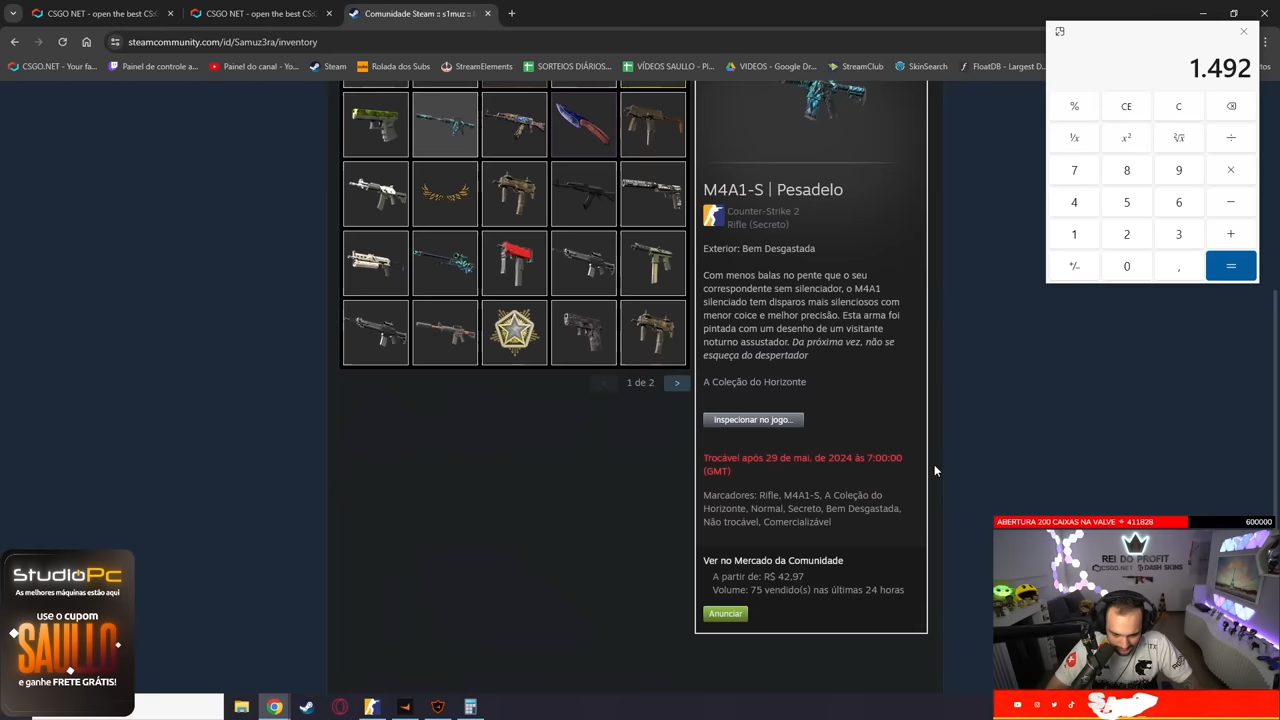 CSGO NET - open the best CS:
CSGO NET - open the best CS:
Comunidade Steam :: s1muz :: I
steamcommunity.com/id/Samuz3ra/inventory
CSGO.NET - Your fa...
Painel de controle a...
Painel do canal - Yo...
Steam
Rolada dos Subs
StreamElements
SORTEIOS DIÁRIOS...
VÍDEOS SAULLO - Pl...
VIDEOS - Google Dr...
StreamClub
SkinSearch
FloatDB - Largest D...
1.492
%
CE
C
¹/x
x²
²√x
÷
7
8
9
×
4
5
6
−
1
2
3
+
+/−
0
,
=
M4A1-S | Pesadelo
Counter-Strike 2
Rifle (Secreto)
Exterior: Bem Desgastada
Com menos balas no pente que o seu
correspondente sem silenciador, o M4A1
silenciado tem disparos mais silenciosos com
menor coice e melhor precisão. Esta arma foi
pintada com um desenho de um visitante
noturno assustador. Da próxima vez, não se
esqueça do despertador
A Coleção do Horizonte
1 de 2
>
Inspecionar no jogo...
Trocável após 29 de mai. de 2024 às 7:00:00
(GMT)
Marcadores: Rifle, M4A1-S, A Coleção do
Horizonte, Normal, Secreto, Bem Desgastada,
Não trocável, Comercializável
Ver no Mercado da Comunidade
A partir de: R$ 42,97
Volume: 75 vendido(s) nas últimas 24 horas
Anunciar
ABERTURA 200 CAIXAS NA VALVE
411828
600000
REI DO PROFIT
CSGO.NET
DASH SKINS
STUDIOPC
As melhores máquinas estão aqui
use o cupom
SAULLO
e ganhe FRETE GRÁTIS!